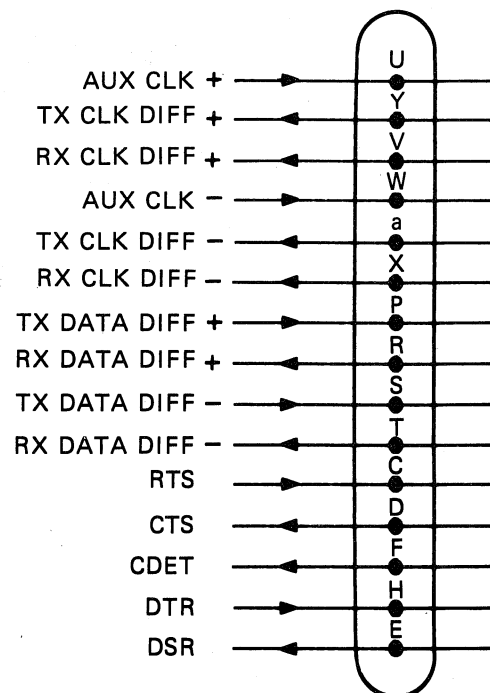 U
AUX CLK +
Y
TX CLK DIFF +
V
RX CLK DIFF +
W
AUX CLK -
a
TX CLK DIFF -
X
RX CLK DIFF -
P
TX DATA DIFF +
R
RX DATA DIFF +
S
TX DATA DIFF -
T
RX DATA DIFF -
C
RTS
D
CTS
F
CDET
H
DTR
E
DSR